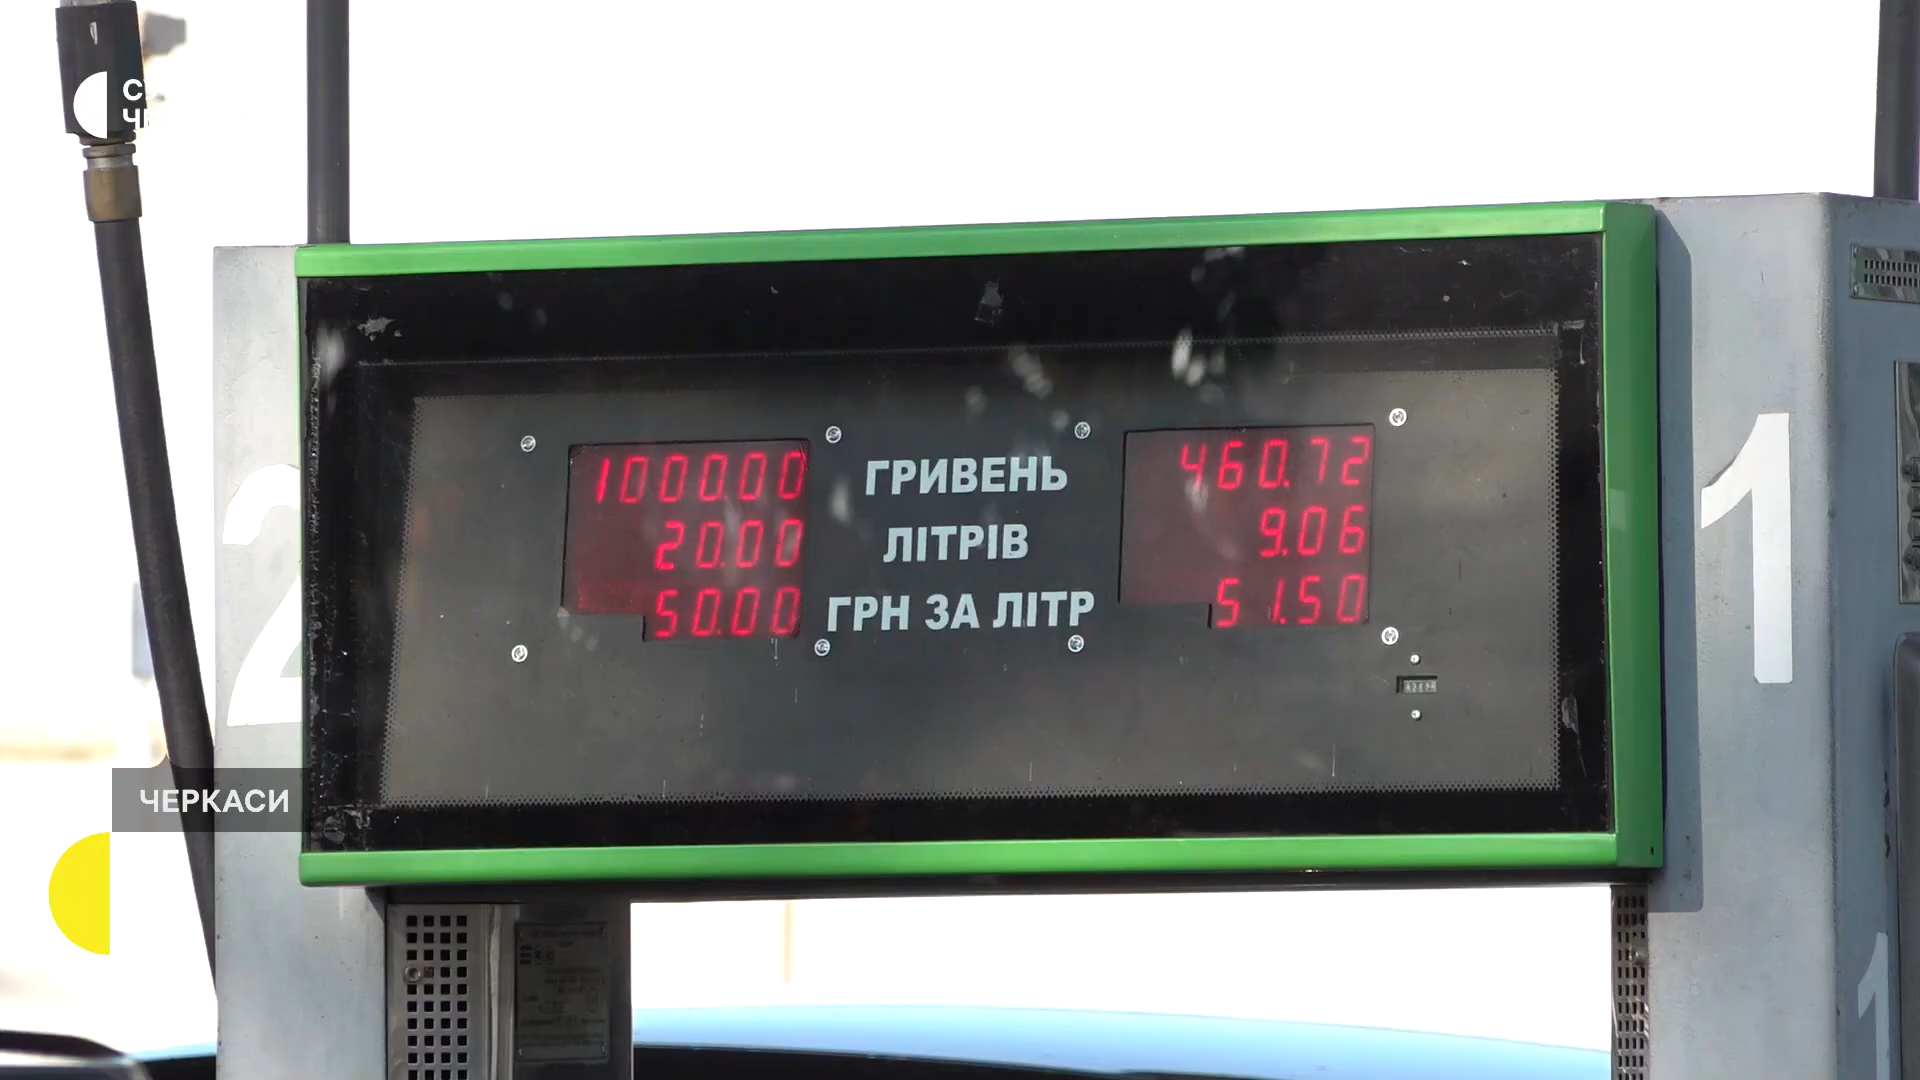 2
1000.00 ГРИВЕНЬ 460.72
20.00 ЛІТРІВ 9.06
50.00 ГРН ЗА ЛІТР 51.50
1
ЧЕРКАСИ
1